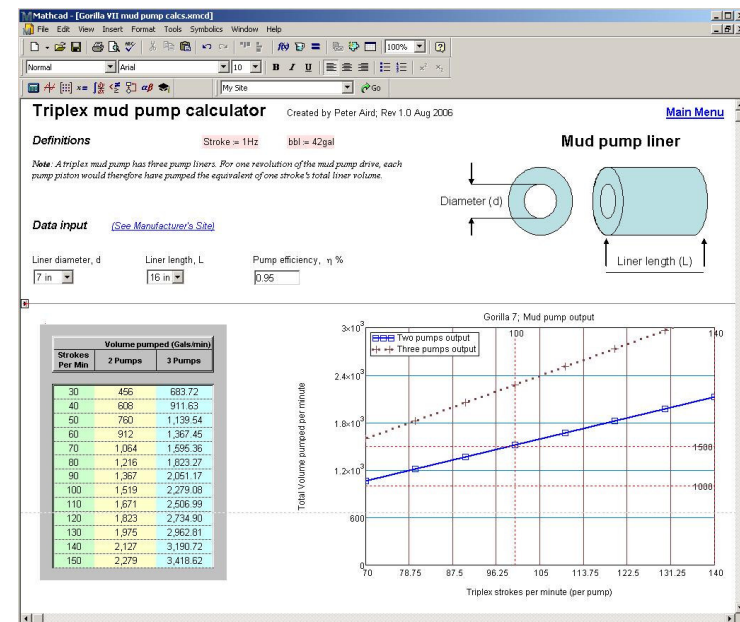 Mathcad - [Gorilla VII mud pump calcs.xmcd]
File Edit View Insert Format Tools Symbolics Window Help
100%
Normal Arial 10 B I U
My Site Go
Triplex mud pump calculator Created by Peter Aird; Rev 1.0 Aug 2006 Main Menu
Definitions Stroke := 1Hz bbl := 42gal Mud pump liner
Note: A triplex mud pump has three pump liners. For one revolution of the mud pump drive, each
pump piston would therefore have pumped the equivalent of one stroke's total liner volume.
Diameter (d)
Data input (See Manufacturer's Site)
Liner diameter, d Liner length, L Pump efficiency, η % Liner length (L)
7 in 16 in 0.95
Gorilla 7; Mud pump output
Volume pumped (Gals/min)
Strokes Per Min 2 Pumps 3 Pumps
30 456 683.72
40 608 911.63
50 760 1,139.54
60 912 1,367.45
70 1,064 1,595.36
80 1,216 1,823.27
90 1,367 2,051.17
100 1,519 2,279.08
110 1,671 2,506.99
120 1,823 2,734.90
130 1,975 2,962.81
140 2,127 3,190.72
150 2,279 3,418.62
Total Volume pumped per minute
3×10³
2.4×10³
1.8×10³
1.2×10³
600
0
Two pumps output
Three pumps output
100 140
1500
1000
70 78.75 87.5 96.25 105 113.75 122.5 131.25 140
Triplex strokes per minute (per pump)